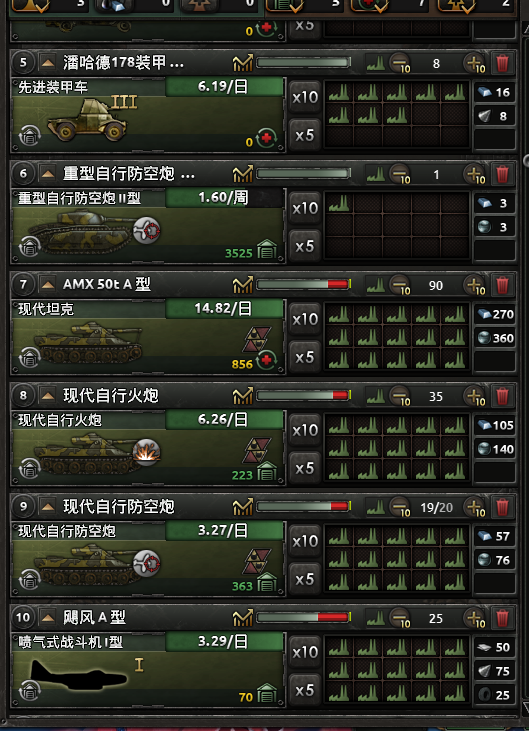 3 0 0 3 7 2
0 x5
5 潘哈德178装甲… 8
先进装甲车 6.19/日 x10 16
III 8
0 x5
6 重型自行防空炮 … 1
重型自行防空炮II型 1.60/周 x10 3
3
3525 x5
7 AMX 50t A 型 90
现代坦克 14.82/日 x10 270
360
856 x5
8 现代自行火炮 35
现代自行火炮 6.26/日 x10 105
140
223 x5
9 现代自行防空炮 19/20
现代自行防空炮 3.27/日 x10 57
76
363 x5
10 飓风 A 型 25
喷气式战斗机I型 3.29/日 x10 50
I 75
70 x5 25